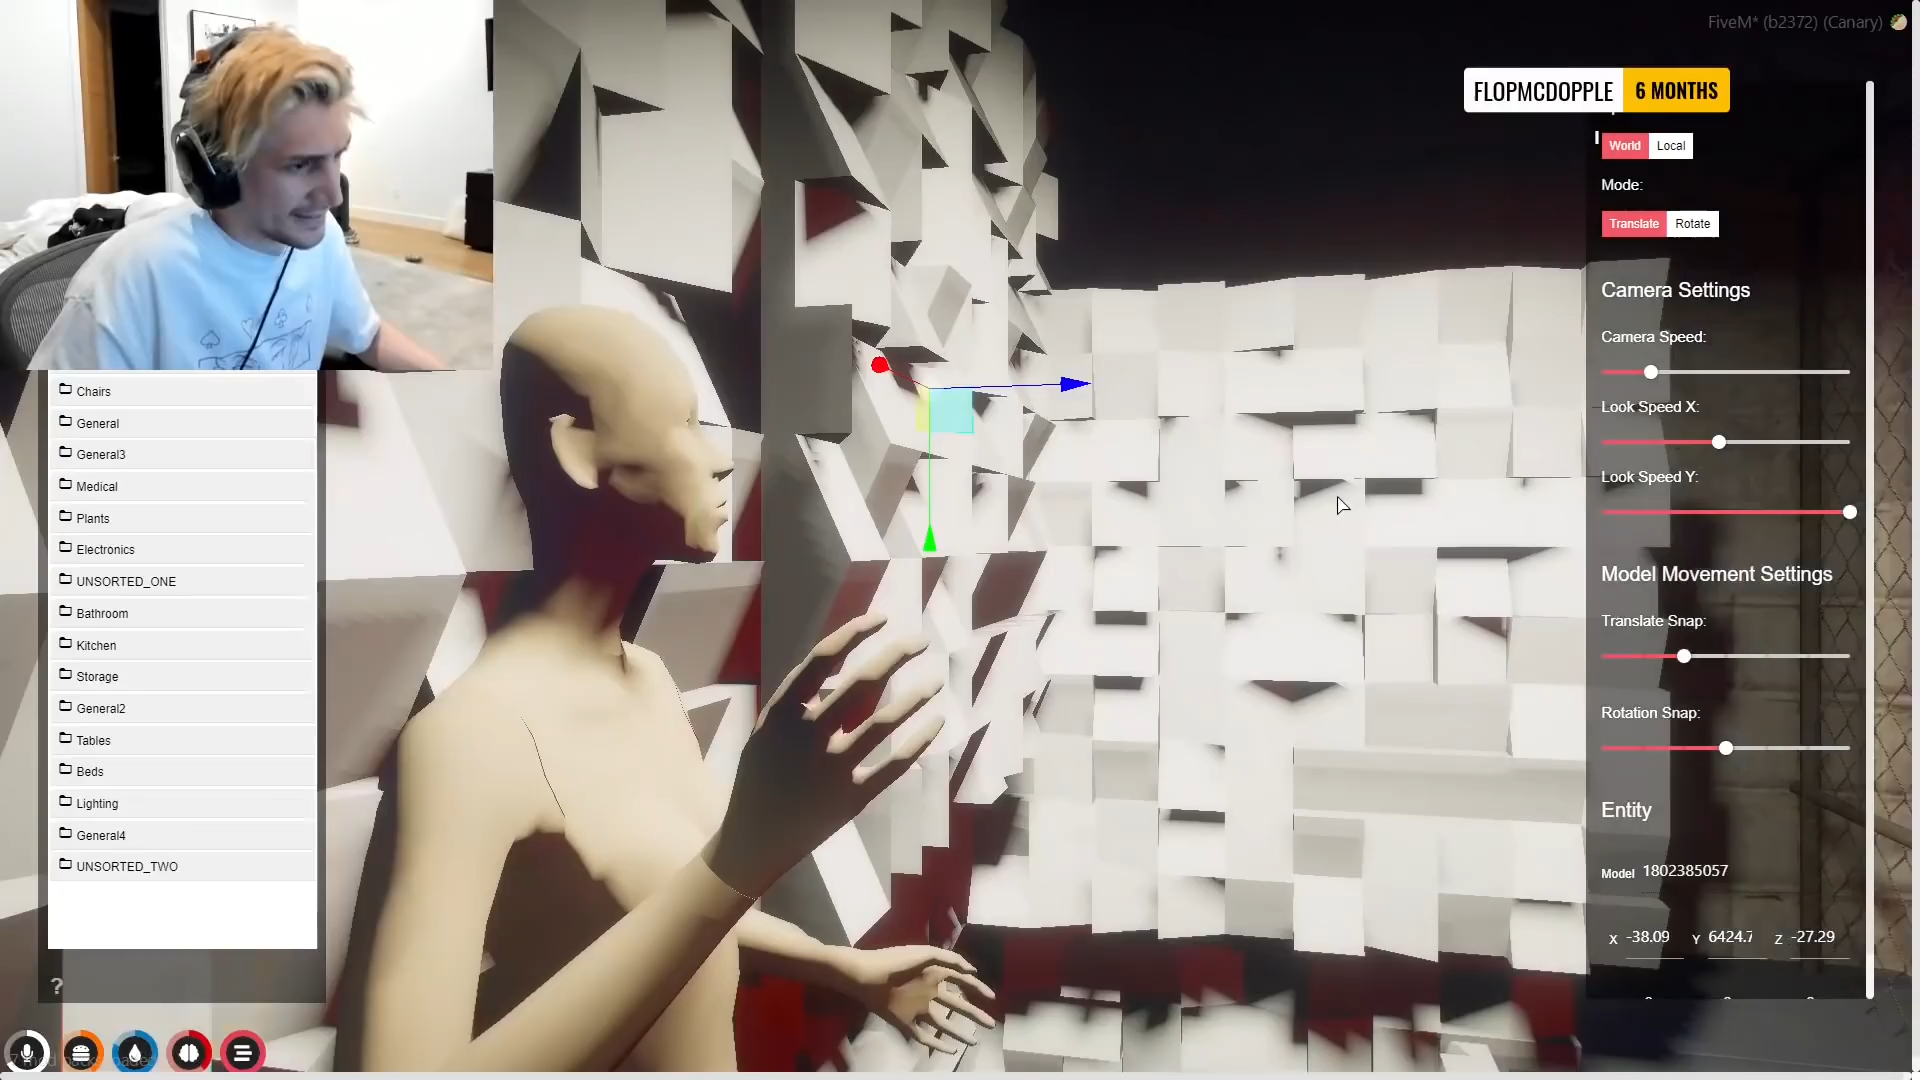 FiveM* (b2372) (Canary)
FLOPMCDOPPLE 6 MONTHS
World Local
Mode:
Translate Rotate
Camera Settings
Camera Speed:
Look Speed X:
Look Speed Y:
Model Movement Settings
Translate Snap:
Rotation Snap:
Entity
Model 1802385057
X -38.09 Y 6424.7 Z -27.29
Chairs
General
General3
Medical
Plants
Electronics
UNSORTED_ONE
Bathroom
Kitchen
Storage
General2
Tables
Beds
Lighting
General4
UNSORTED_TWO
?